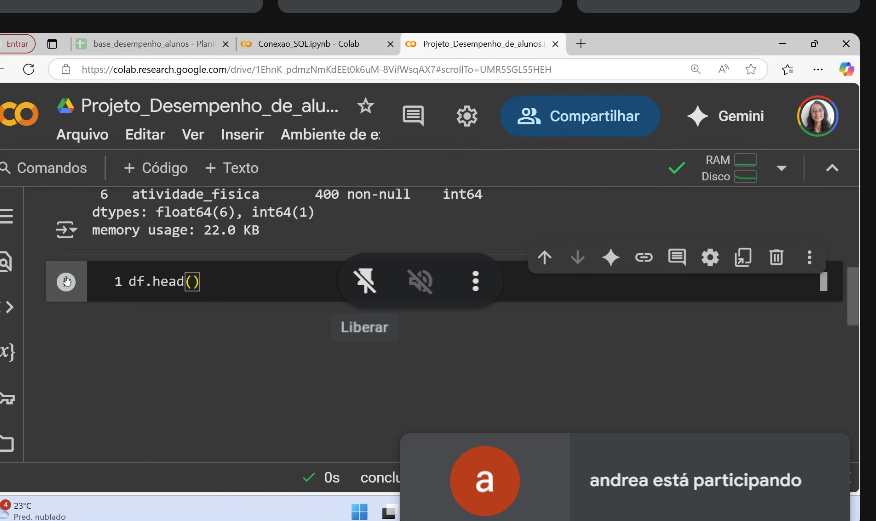 Entrar
base_desempenho_alunos - Planil
Conexao_SQL.ipynb - Colab
Projeto_Desempenho_de_alunos.i
https://colab.research.google.com/drive/1EhnK_pdmzNmKdEEt0k6uM-8VifWsqAX7#scrollTo=UMR5SGL55HEH
Projeto_Desempenho_de_alu...
Compartilhar
Gemini
Arquivo Editar Ver Inserir Ambiente de e
Comandos + Código + Texto
RAM
Disco
6 atividade_fisica 400 non-null int64
dtypes: float64(6), int64(1)
memory usage: 22.0 KB
1 df.head()
Liberar
a
andrea está participando
0s conclu
4
23°C
Pred. nublado